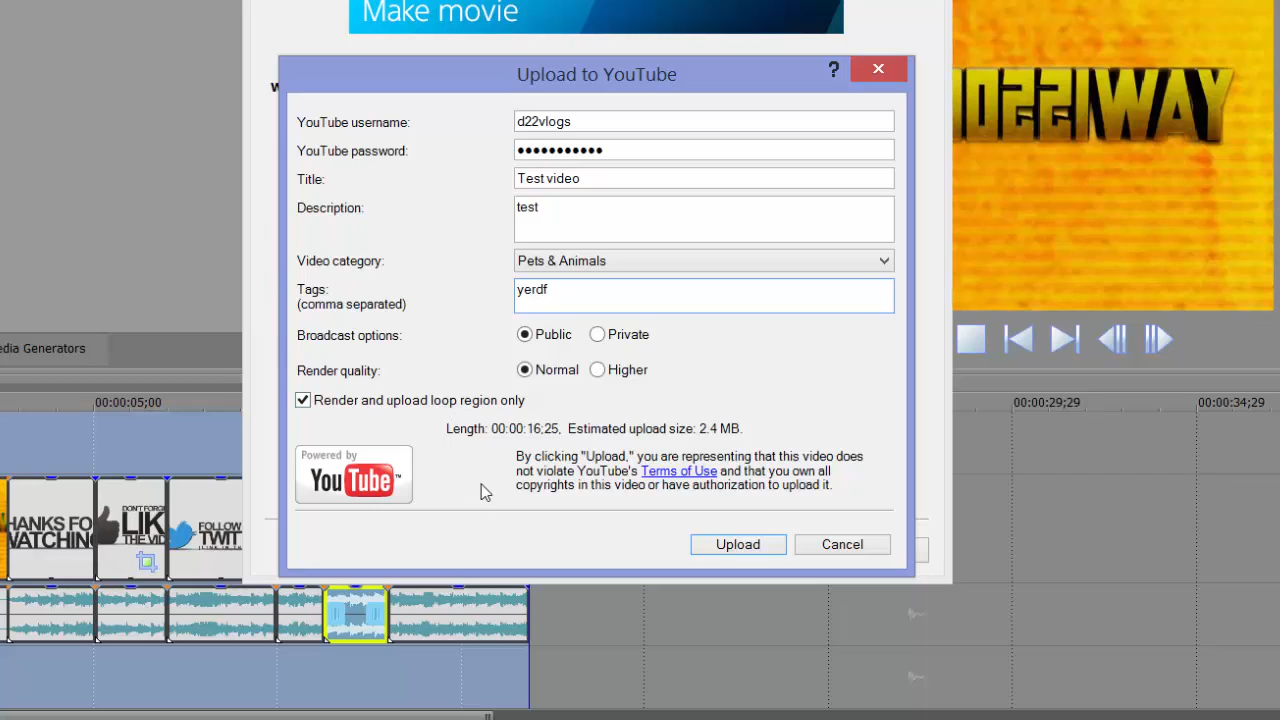 Make movie
Upload to YouTube
?
YouTube username:
d22vlogs
YouTube password:
•••••••••••
Title:
Test video
Description:
test
Video category:
Pets & Animals
Tags:
(comma separated)
yerdf
Broadcast options:
Public
Private
Render quality:
Normal
Higher
Render and upload loop region only
Length: 00:00:16;25, Estimated upload size: 2.4 MB.
Powered by
YouTube™
By clicking "Upload," you are representing that this video does
not violate YouTube's Terms of Use and that you own all
copyrights in this video or have authorization to upload it.
Upload
Cancel
edia Generators
00:00:05;00
00:00:29;29
00:00:34;29
HANKS FO
WATCHING
DON'T FORGE
LIK
THE VID
FOLLOW
TWIT